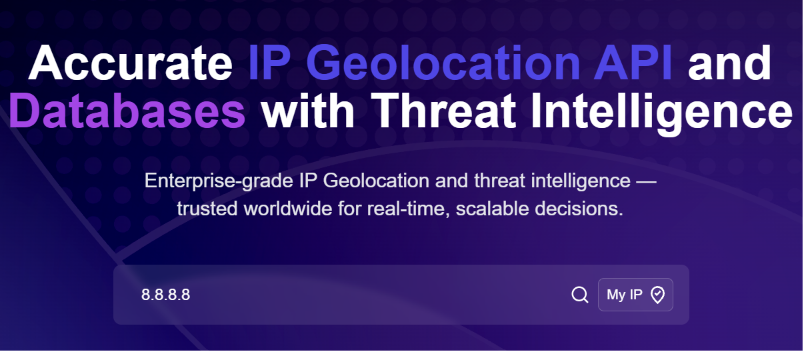 Accurate IP Geolocation API and
Databases with Threat Intelligence
Enterprise-grade IP Geolocation and threat intelligence —
trusted worldwide for real-time, scalable decisions.
8.8.8.8
My IP